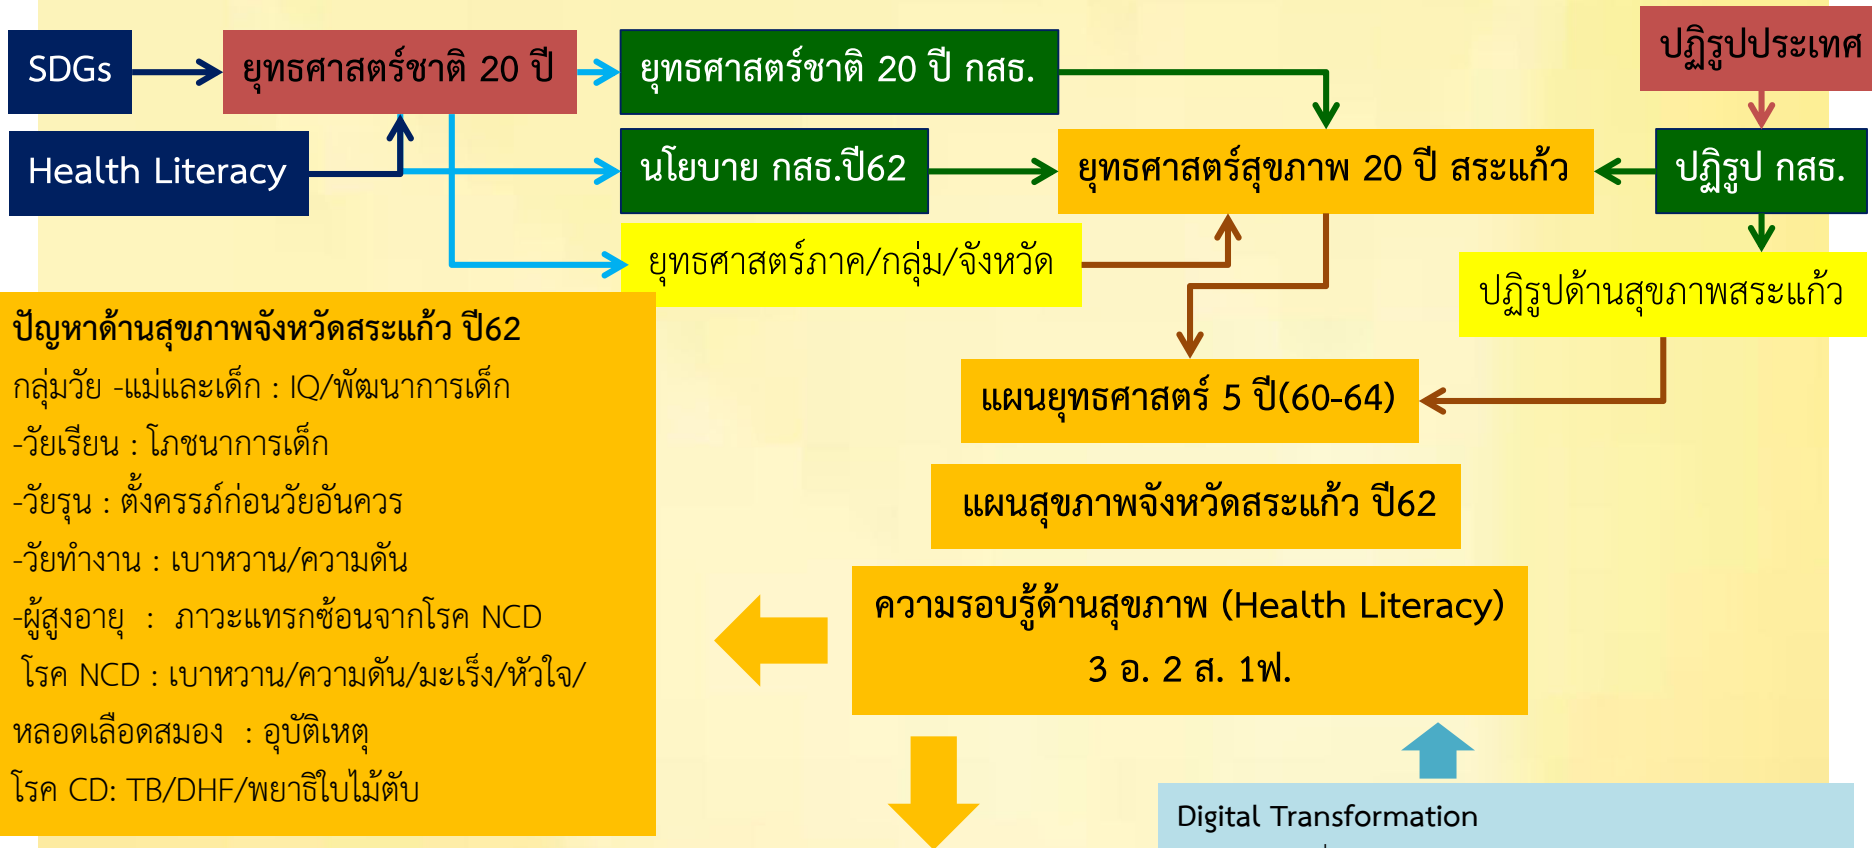 SDGs
ยุทธศาสตร์ชาติ 20 ปี
ยุทธศาสตร์ชาติ 20 ปี กสธ.
ปฏิรูปประเทศ
Health Literacy
นโยบาย กสธ.ปี62
ยุทธศาสตร์สุขภาพ 20 ปี สระแก้ว
ปฏิรูป กสธ.
ยุทธศาสตร์ภาค/กลุ่ม/จังหวัด
ปฏิรูปด้านสุขภาพสระแก้ว
ปัญหาด้านสุขภาพจังหวัดสระแก้ว ปี62
กลุ่มวัย -แม่และเด็ก : IQ/พัฒนาการเด็ก
-วัยเรียน : โภชนาการเด็ก
-วัยรุน : ตั้งครรภ์ก่อนวัยอันควร
-วัยทำงาน : เบาหวาน/ความดัน
-ผู้สูงอายุ : ภาวะแทรกซ้อนจากโรค NCD
โรค NCD : เบาหวาน/ความดัน/มะเร็ง/หัวใจ/
หลอดเลือดสมอง : อุบัติเหตุ
โรค CD: TB/DHF/พยาธิใบไม้ตับ
แผนยุทธศาสตร์ 5 ปี(60-64)
แผนสุขภาพจังหวัดสระแก้ว ปี62
ความรอบรู้ด้านสุขภาพ (Health Literacy)
3 อ. 2 ส. 1ฟ.
Digital Transformation